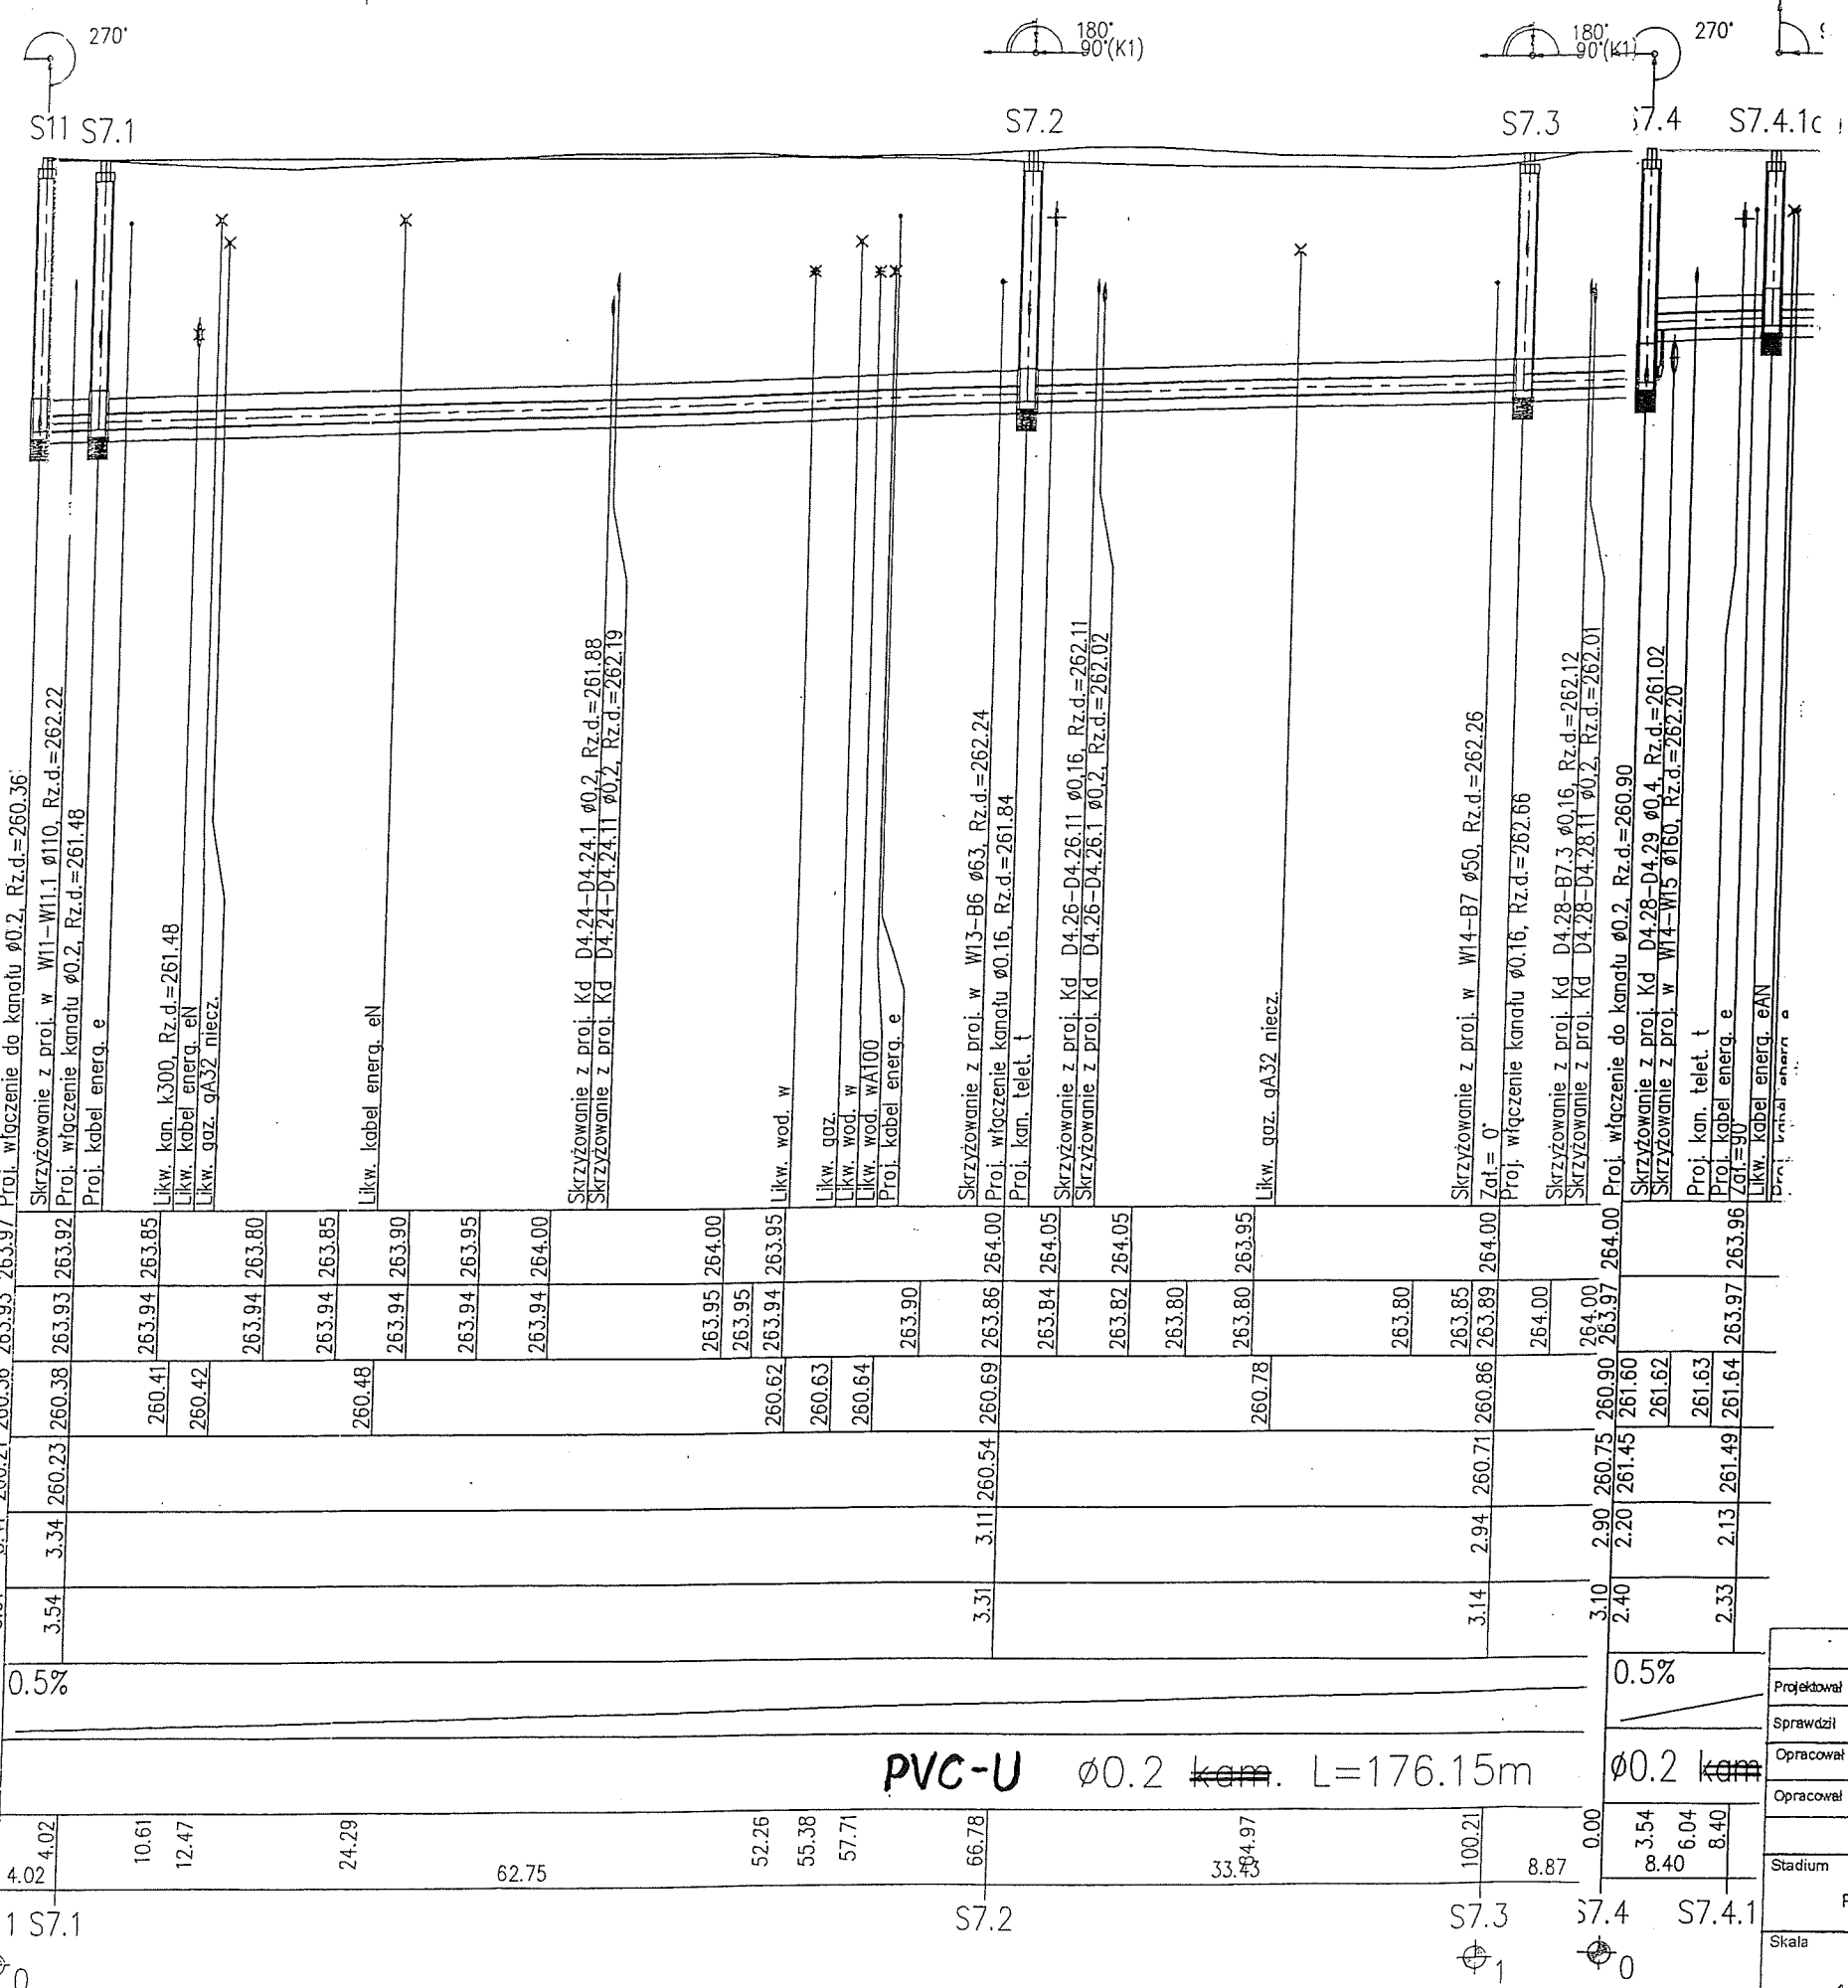 270°
180°
90°(K1)
180°
90°(K1)
270°
S11 S7.1
S7.2
S7.3
S7.4.1
Proj. włączenie do kanału ø0.2, Rz.d.=260.36
Skrzyżowanie z proj. w W11-W11.1 ø110, Rz.d.=262.22
Proj. włączenie kanału ø0.2, Rz.d.=261.48
Proj. kabel energ. e
Likw. kan. k300, Rz.d.=261.48
Likw. kabel energ. eN
Likw. gaz. gA32 niecz.
Likw. kabel energ. eN
Skrzyżowanie z proj. Kd D4.24-D4.24.1 ø0,2, Rz.d.=261.88
Skrzyżowanie z proj. Kd D4.24-D4.24.11 ø0,2, Rz.d.=262.19
Likw. wod. w
Likw. gaz.
Likw. wod. w
Likw. wod. wA100
Proj. kabel energ. e
Skrzyżowanie z proj. w W13-B6 ø63, Rz.d.=262.24
Proj. włączenie kanału ø0.16, Rz.d.=261.84
Proj. kan. telet. t
Skrzyżowanie z proj. Kd D4.26-D4.26.11 ø0,16, Rz.d.=262.11
Skrzyżowanie z proj. Kd D4.26-D4.26.1 ø0,2, Rz.d.=262.02
Likw. gaz. gA32 niecz.
Skrzyżowanie z proj. w W14-B7 ø50, Rz.d.=262.26
Zał.= 0°
Proj. włączenie kanału ø0.16, Rz.d.=262.66
Skrzyżowanie z proj. Kd D4.28-B7.3 ø0,16, Rz.d.=262.12
Skrzyżowanie z proj. Kd D4.28-D4.28.11 ø0,2, Rz.d.=262.01
Proj. włączenie do kanału ø0.2, Rz.d.=260.90
Skrzyżowanie z proj. Kd D4.28-D4.29 ø0,4, Rz.d.=261.02
Skrzyżowanie z proj. w W14-W15 ø160, Rz.d.=262.20
Proj. kan. telet. t
Proj. kabel energ. e
Zał.=90°
Likw. kabel energ. eAN
263.97 263.92 263.85 263.80 263.85 263.90 263.95 264.00 264.00 263.95 264.00 264.05 264.05 263.95 264.00 264.00 263.96
263.93 263.93 263.94 263.94 263.94 263.94 263.94 263.94 263.95 263.95 263.94 263.90 263.86 263.84 263.82 263.80 263.80 263.80 263.85 263.89 264.00 264.00 263.97 263.97
260.36 260.38 260.41 260.42 260.48 260.62 260.63 260.64 260.69 260.78 260.86 260.90 261.60 261.62 261.63 261.64
260.23 260.54 260.71 260.75 261.45 261.49
3.34 3.11 2.94 2.90 2.20 2.13
3.54 3.31 3.14 3.10 2.40 2.33
0.5% 0.5%
PVC-U ø0.2 kam. L=176.15m ø0.2 kam
4.02 10.61 12.47 24.29 52.26 55.38 57.71 66.78 84.97 100.21 0.00 3.54 6.04 8.40
4.02 62.75 33.43 8.87 8.40
1 S7.1 S7.2 S7.3 S7.4 S7.4.1
0 1 0
Projektował
Sprawdził
Opracował
Opracował
Stadium
Skala